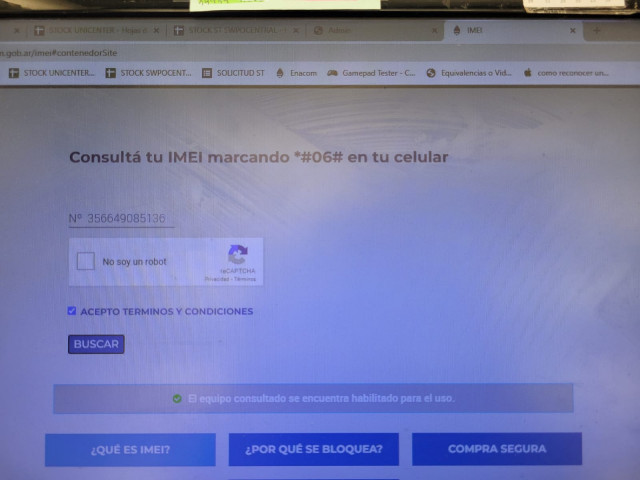 STOCK UNICENTER - Hojas d
STOCK ST SWPOCENTRAL -
Admin
IMEI
.gob.ar/imei#contenedorSite
STOCK UNICENTER...
STOCK SWPOCENT...
SOLICITUD ST
Enacom
Gamepad Tester - C...
Equivalencias o Vid...
como reconocer un...
Consultá tu IMEI marcando *#06# en tu celular
Nº 356649085136
No soy un robot
reCAPTCHA
Privacidad - Términos
ACEPTO TERMINOS Y CONDICIONES
BUSCAR
El equipo consultado se encuentra habilitado para el uso.
¿QUÉ ES IMEI?
¿POR QUÉ SE BLOQUEA?
COMPRA SEGURA